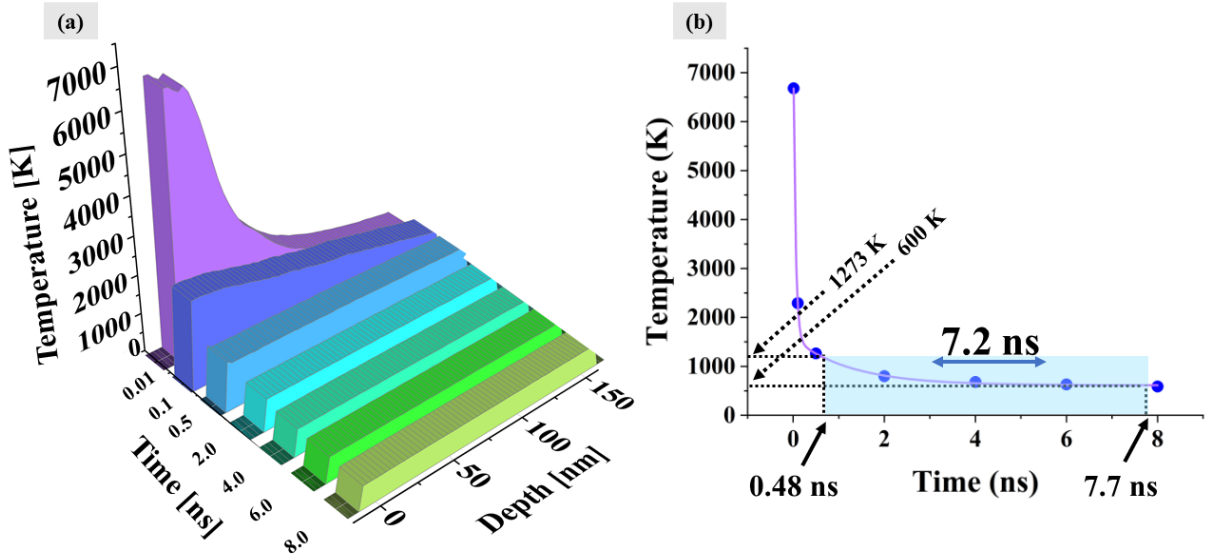 (a)
Temperature [K]
7000
6000
5000
4000
3000
2000
1000
0
0.01
0.1
0.5
2.0
4.0
6.0
8.0
Time [ns]
0
50
100
150
Depth [nm]
(b)
Temperature (K)
7000
6000
5000
4000
3000
2000
1000
0
1273 K
600 K
7.2 ns
0 2 4 6 8
0.48 ns
Time (ns)
7.7 ns